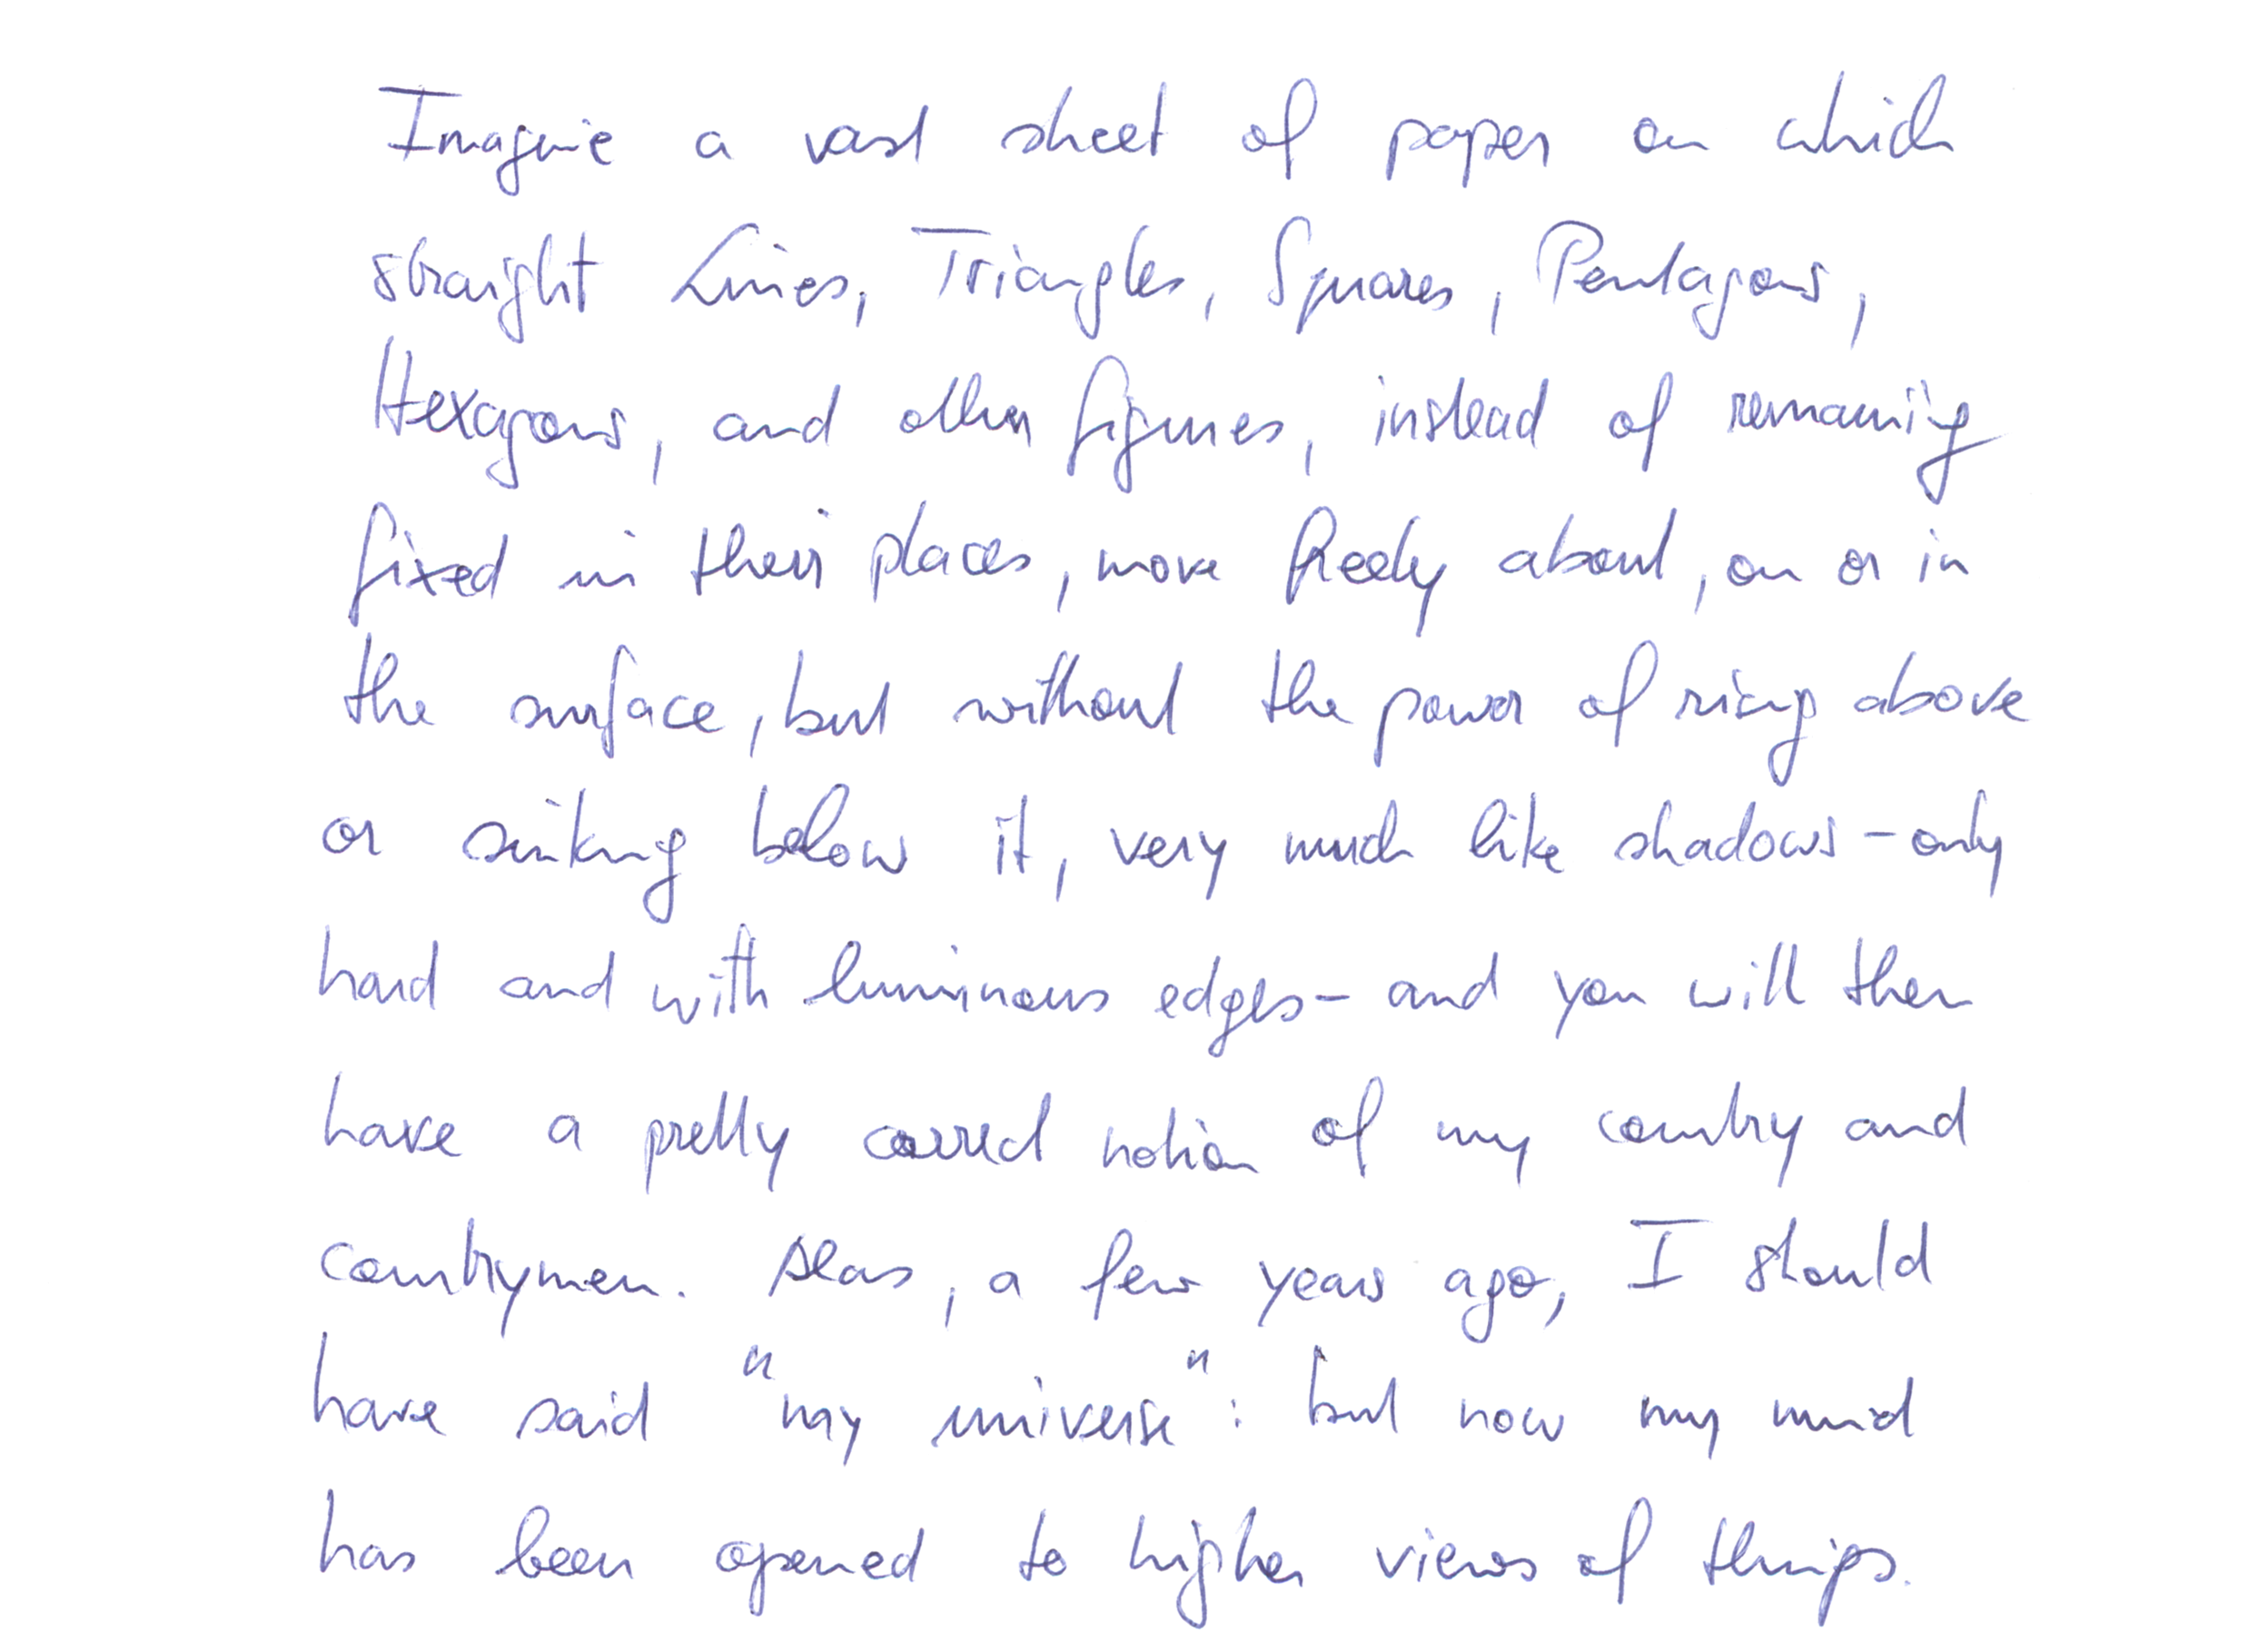 Imagine a vast sheet of paper on which
straight Lines, Triangles, Squares, Pentagons,
Hexagons, and other figures, instead of remaining
fixed in their places, move freely about, on or in
the surface, but without the power of rising above
or sinking below it, very much like shadows - only
hard and with luminous edges - and you will then
have a pretty correct notion of my country and
countrymen. Alas, a few years ago, I should
have said "my universe": but now my mind
has been opened to higher views of things.